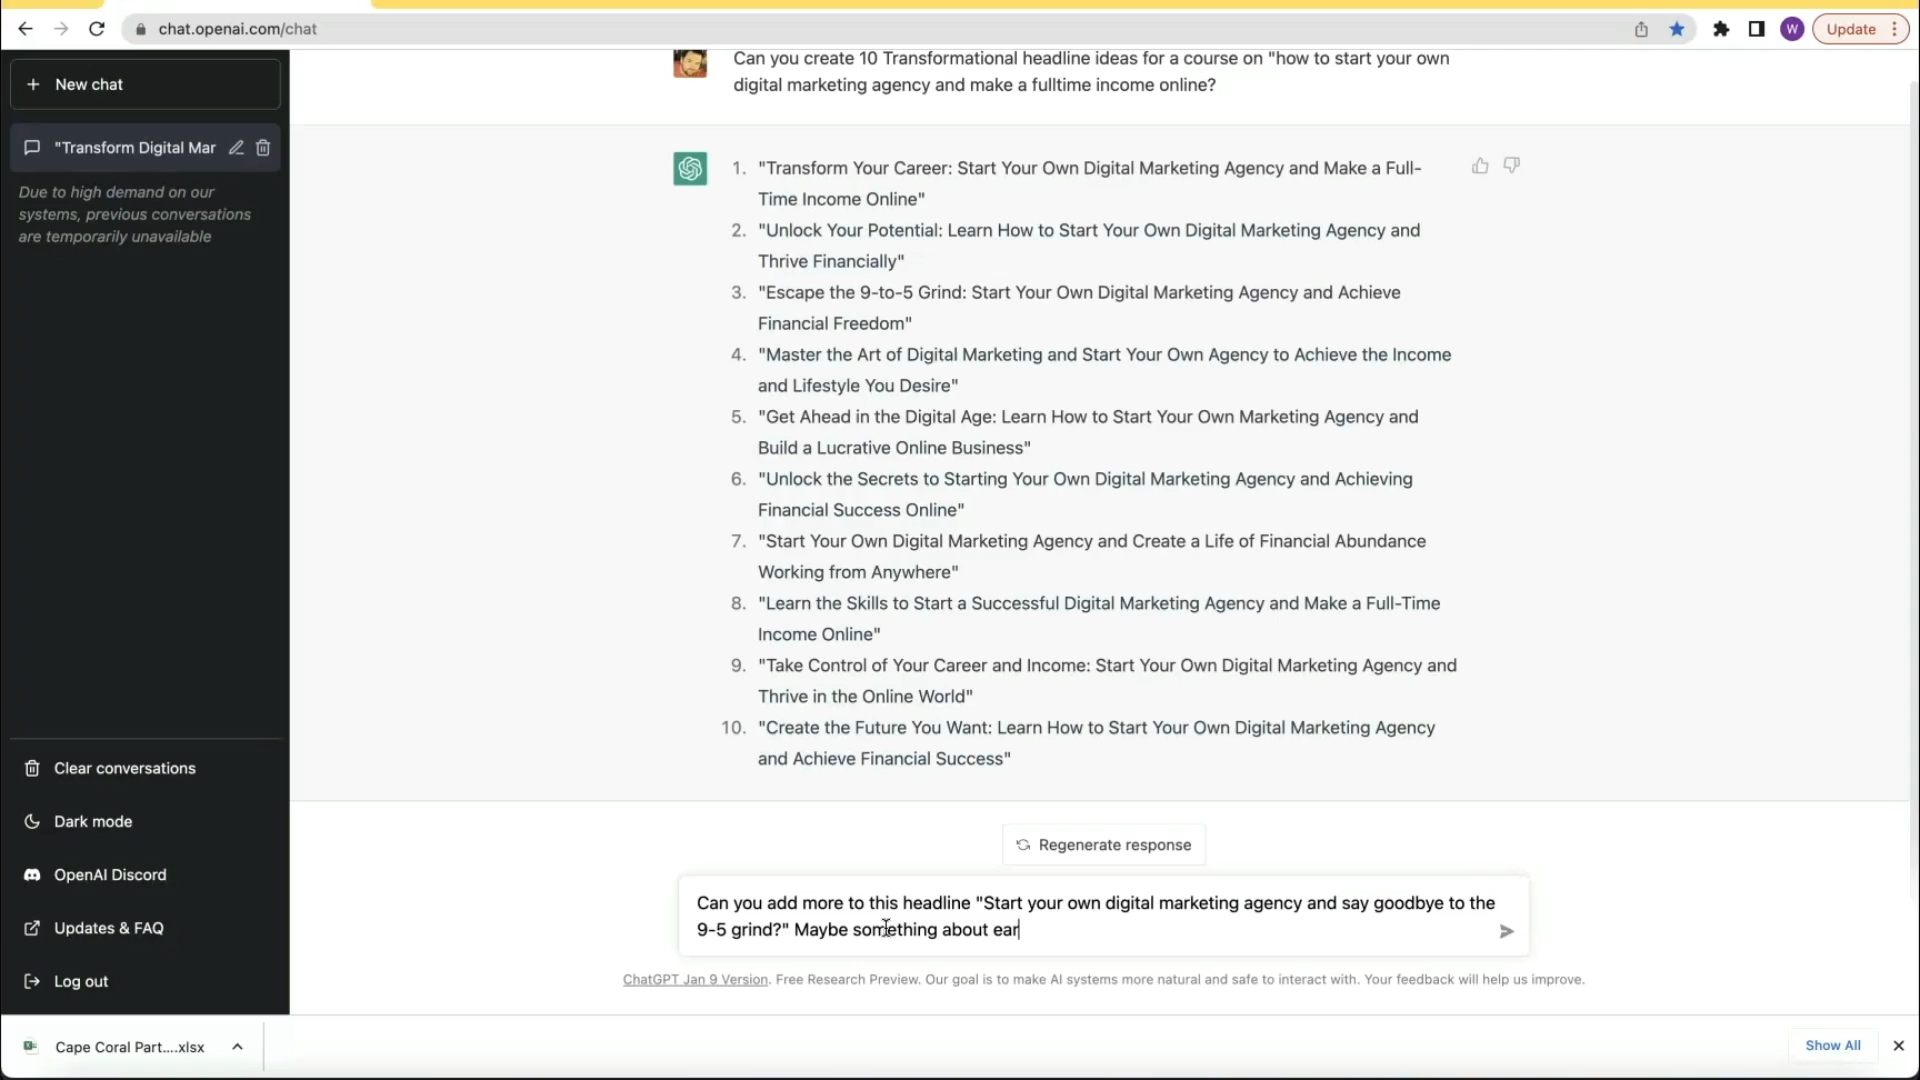 chat.openai.com/chat
W
Update
New chat
"Transform Digital Mar
Due to high demand on our
systems, previous conversations
are temporarily unavailable
Clear conversations
Dark mode
OpenAI Discord
Updates & FAQ
Log out
Can you create 10 Transformational headline ideas for a course on "how to start your own
digital marketing agency and make a fulltime income online?
1. "Transform Your Career: Start Your Own Digital Marketing Agency and Make a Full-
Time Income Online"
2. "Unlock Your Potential: Learn How to Start Your Own Digital Marketing Agency and
Thrive Financially"
3. "Escape the 9-to-5 Grind: Start Your Own Digital Marketing Agency and Achieve
Financial Freedom"
4. "Master the Art of Digital Marketing and Start Your Own Agency to Achieve the Income
and Lifestyle You Desire"
5. "Get Ahead in the Digital Age: Learn How to Start Your Own Marketing Agency and
Build a Lucrative Online Business"
6. "Unlock the Secrets to Starting Your Own Digital Marketing Agency and Achieving
Financial Success Online"
7. "Start Your Own Digital Marketing Agency and Create a Life of Financial Abundance
Working from Anywhere"
8. "Learn the Skills to Start a Successful Digital Marketing Agency and Make a Full-Time
Income Online"
9. "Take Control of Your Career and Income: Start Your Own Digital Marketing Agency and
Thrive in the Online World"
10. "Create the Future You Want: Learn How to Start Your Own Digital Marketing Agency
and Achieve Financial Success"
Regenerate response
Can you add more to this headline "Start your own digital marketing agency and say goodbye to the
9-5 grind?" Maybe something about ear
ChatGPT Jan 9 Version. Free Research Preview. Our goal is to make AI systems more natural and safe to interact with. Your feedback will help us improve.
Cape Coral Part....xlsx
Show All